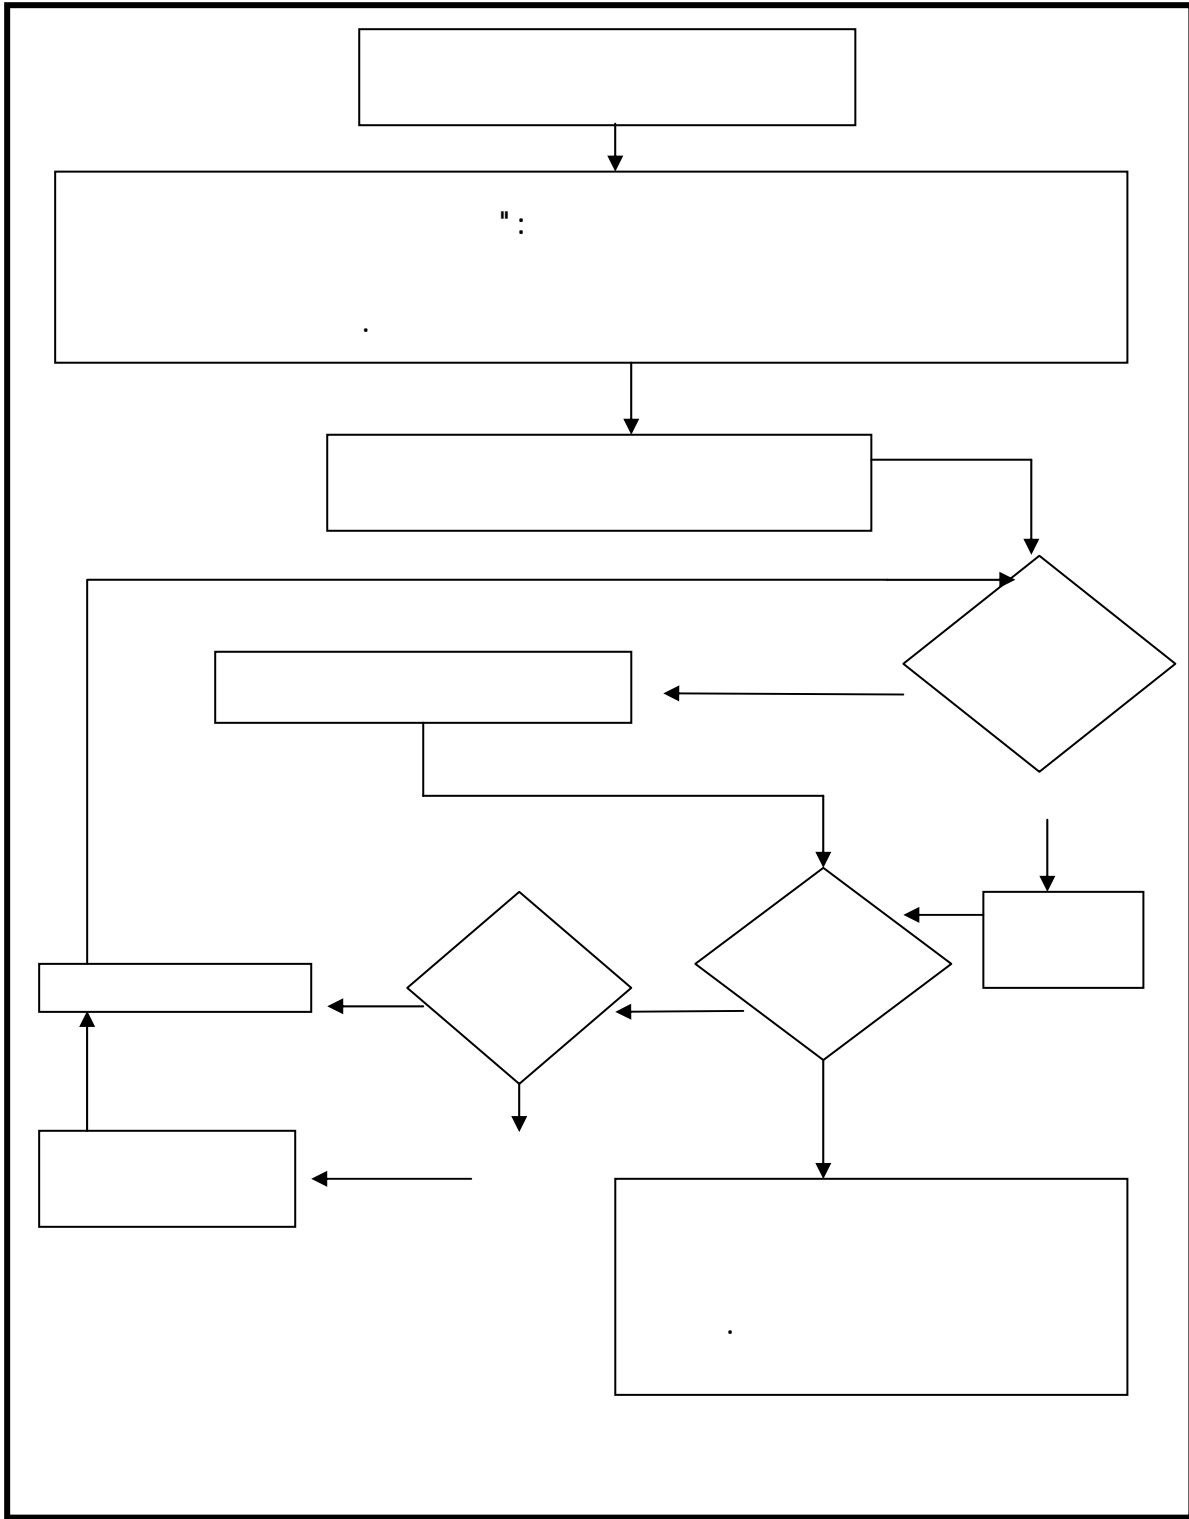 " :
.
.